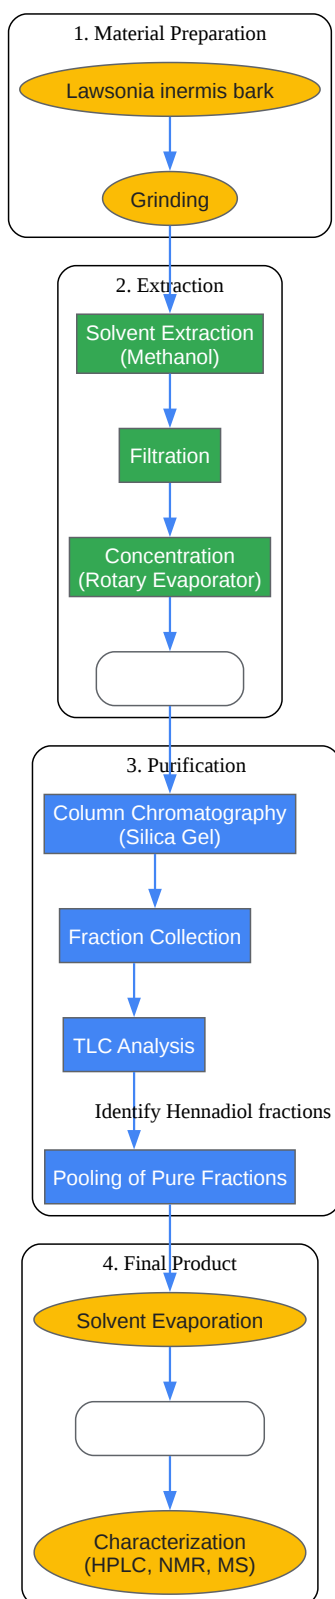 1. Material Preparation
Lawsonia inermis bark
Grinding
2. Extraction
Solvent Extraction
(Methanol)
Filtration
Concentration
(Rotary Evaporator)
3. Purification
Column Chromatography
(Silica Gel)
Fraction Collection
TLC Analysis
Identify Hennadiol fractions
Pooling of Pure Fractions
4. Final Product
Solvent Evaporation
Characterization
(HPLC, NMR, MS)